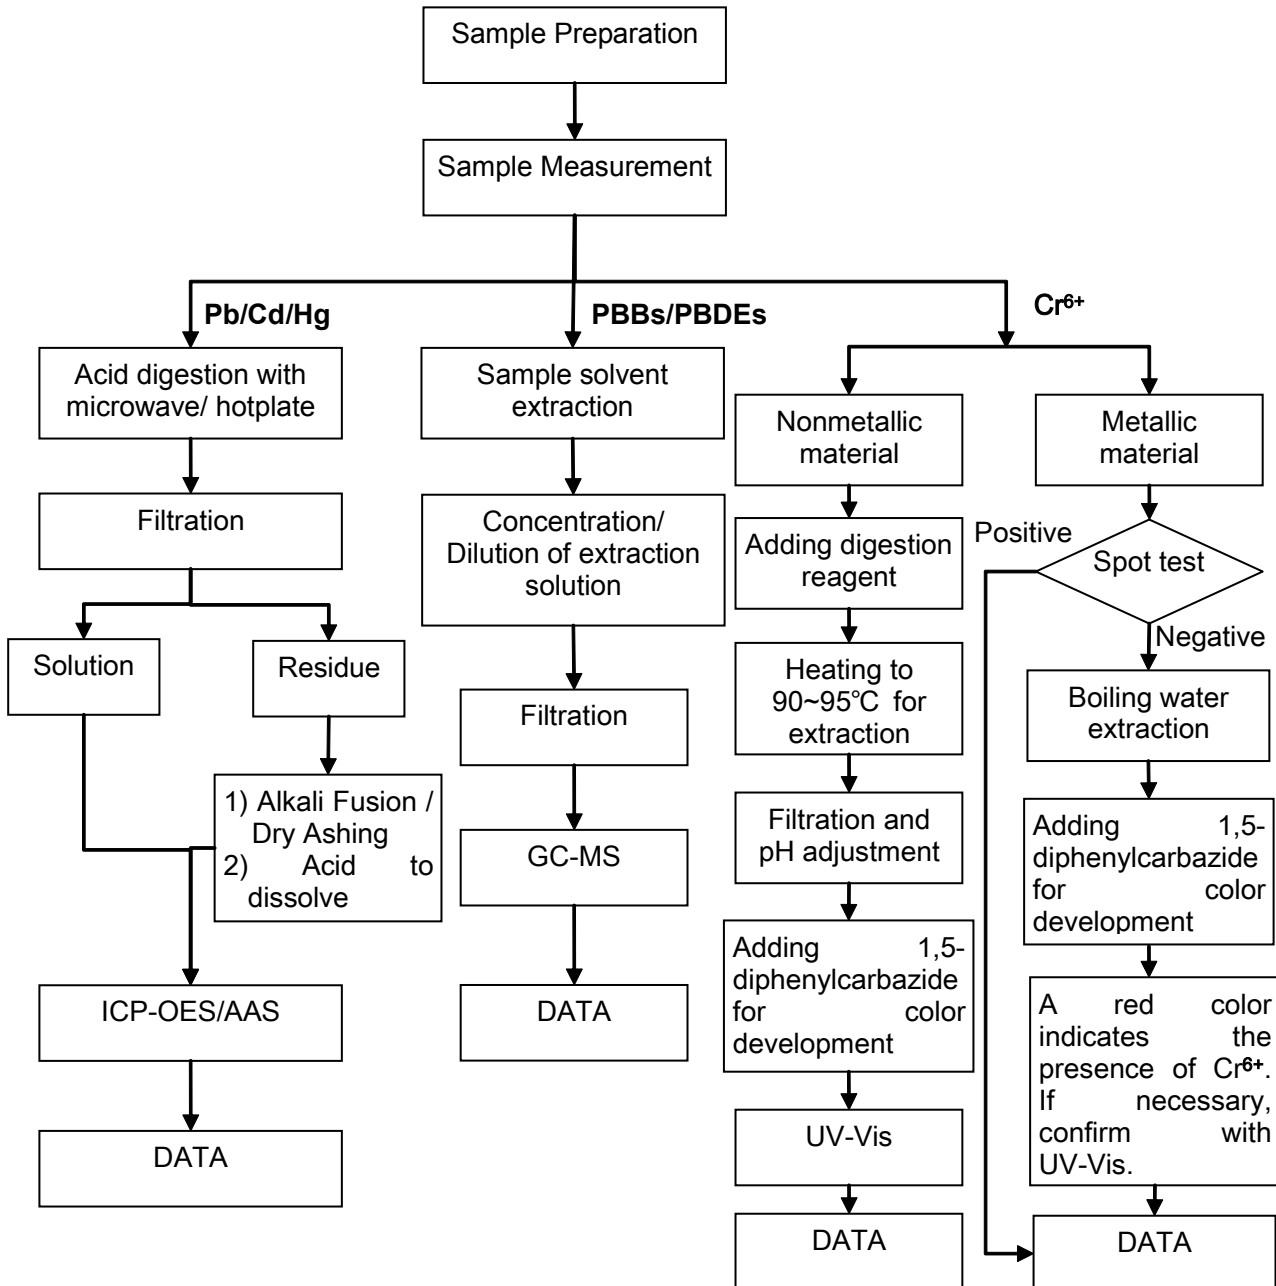 Sample Preparation
Sample Measurement
Pb/Cd/Hg
PBBs/PBDEs
Cr⁶⁺
Acid digestion with
microwave/ hotplate
Filtration
Solution
Residue
1) Alkali Fusion /
Dry Ashing
2) Acid to
dissolve
ICP-OES/AAS
DATA
Sample solvent
extraction
Concentration/
Dilution of extraction
solution
Filtration
GC-MS
DATA
Nonmetallic
material
Adding digestion
reagent
Heating to
90~95℃ for
extraction
Filtration and
pH adjustment
Adding 1,5-
diphenylcarbazide
for color
development
UV-Vis
DATA
Metallic
material
Spot test
Positive
Negative
Boiling water
extraction
Adding 1,5-
diphenylcarbazide
for color
development
A red color
indicates the
presence of Cr⁶⁺.
If necessary,
confirm with
UV-Vis.
DATA